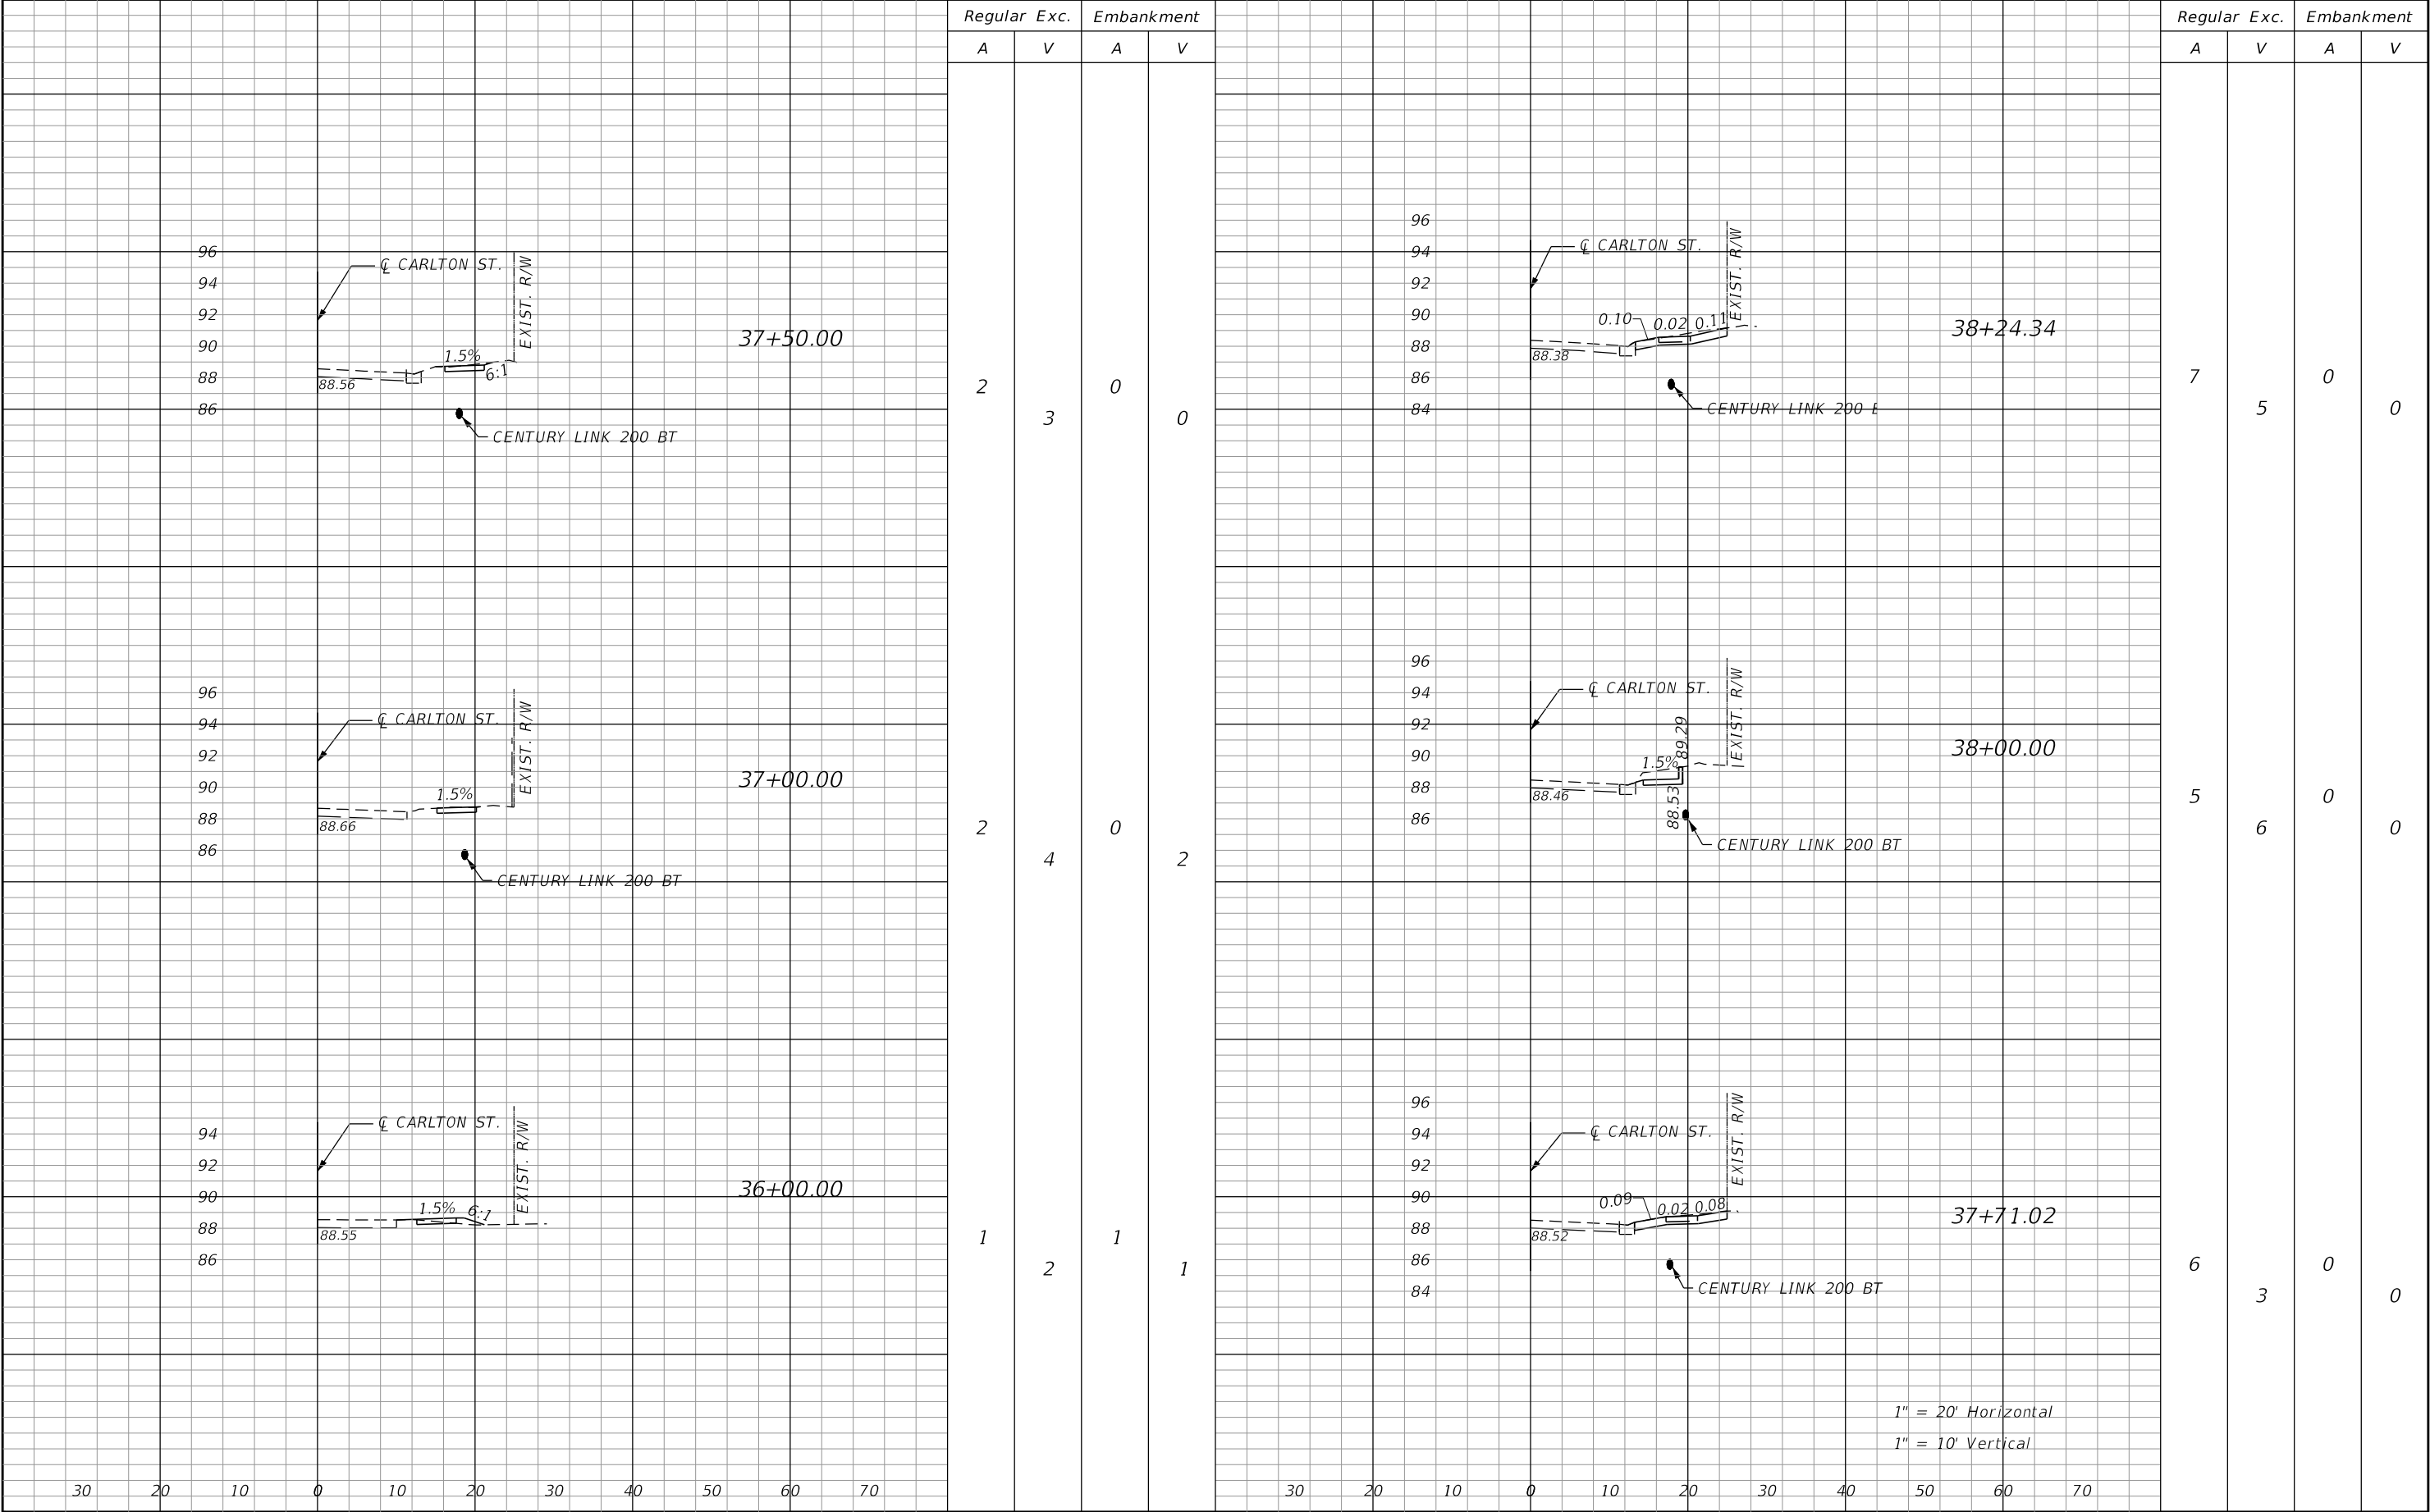 Regular Exc. Embankment
A V A V
96
94
92
90
88
86
℄ CARLTON ST.
EXIST. R/W
1.5%
6:1
88.56
CENTURY LINK 200 BT
37+50.00
2 0
3 0
96
94
92
90
88
86
℄ CARLTON ST.
EXIST. R/W
1.5%
88.66
CENTURY LINK 200 BT
37+00.00
2 0
4 2
94
92
90
88
86
℄ CARLTON ST.
EXIST. R/W
1.5% 6:1
88.55
36+00.00
1 1
2 1
30 20 10 0 10 20 30 40 50 60 70
Regular Exc. Embankment
A V A V
96
94
92
90
88
86
84
℄ CARLTON ST.
EXIST. R/W
0.10 0.02 0.11
88.38
CENTURY LINK 200 B
38+24.34
7 0
5 0
96
94
92
90
88
86
℄ CARLTON ST.
EXIST. R/W
89.29
1.5%
88.46
88.53
CENTURY LINK 200 BT
38+00.00
5 0
6 0
96
94
92
90
88
86
84
℄ CARLTON ST.
EXIST. R/W
0.09 0.02 0.08
88.52
CENTURY LINK 200 BT
37+71.02
6 0
3 0
1" = 20' Horizontal
1" = 10' Vertical
30 20 10 0 10 20 30 40 50 60 70